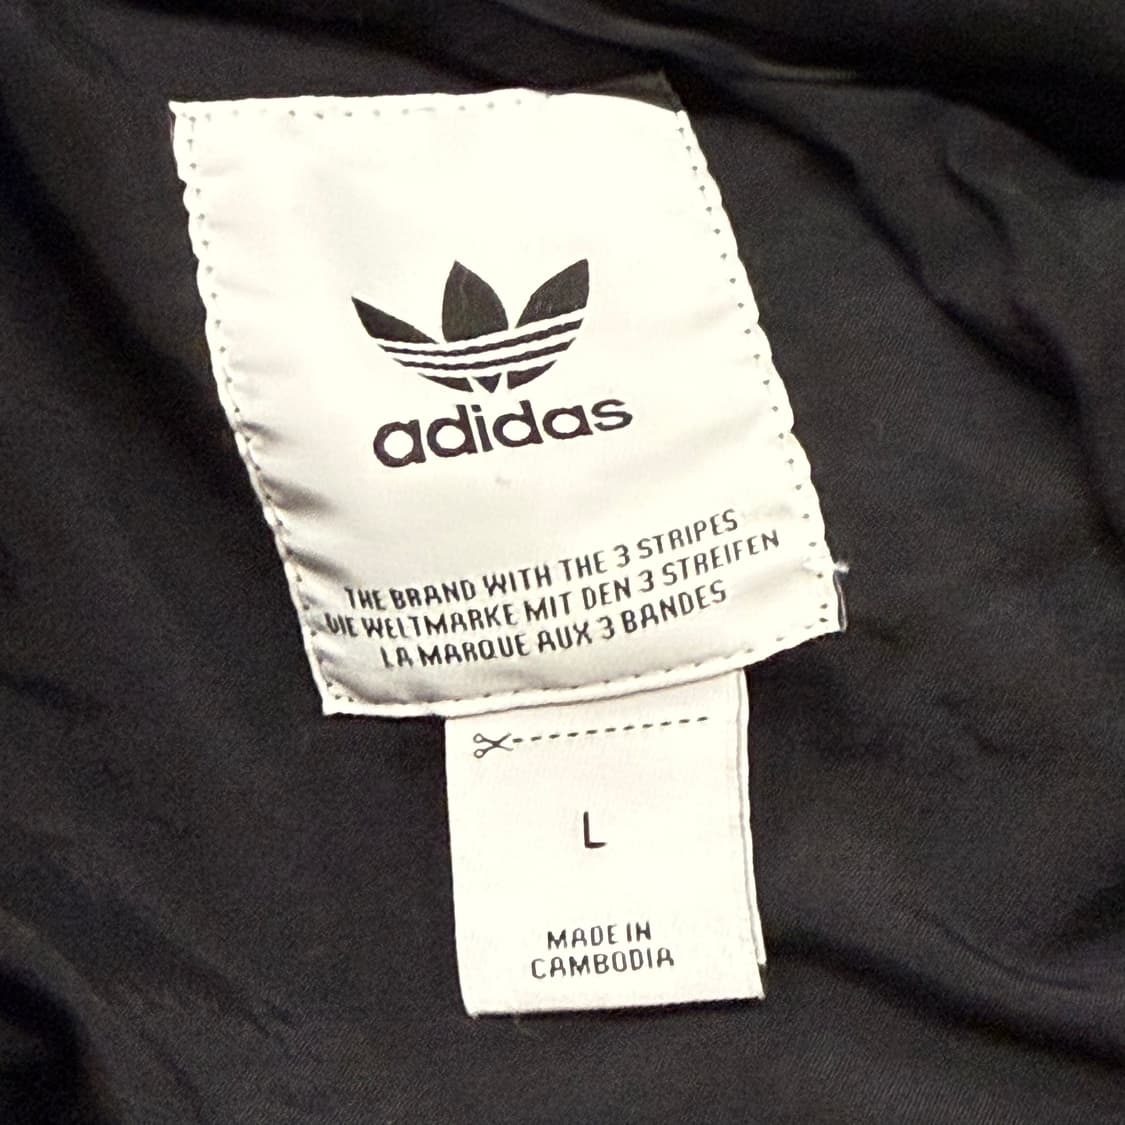 adidas
THE BRAND WITH THE 3 STRIPES
DIE WELTMARKE MIT DEN 3 STREIFEN
LA MARQUE AUX 3 BANDES
L
MADE IN
CAMBODIA